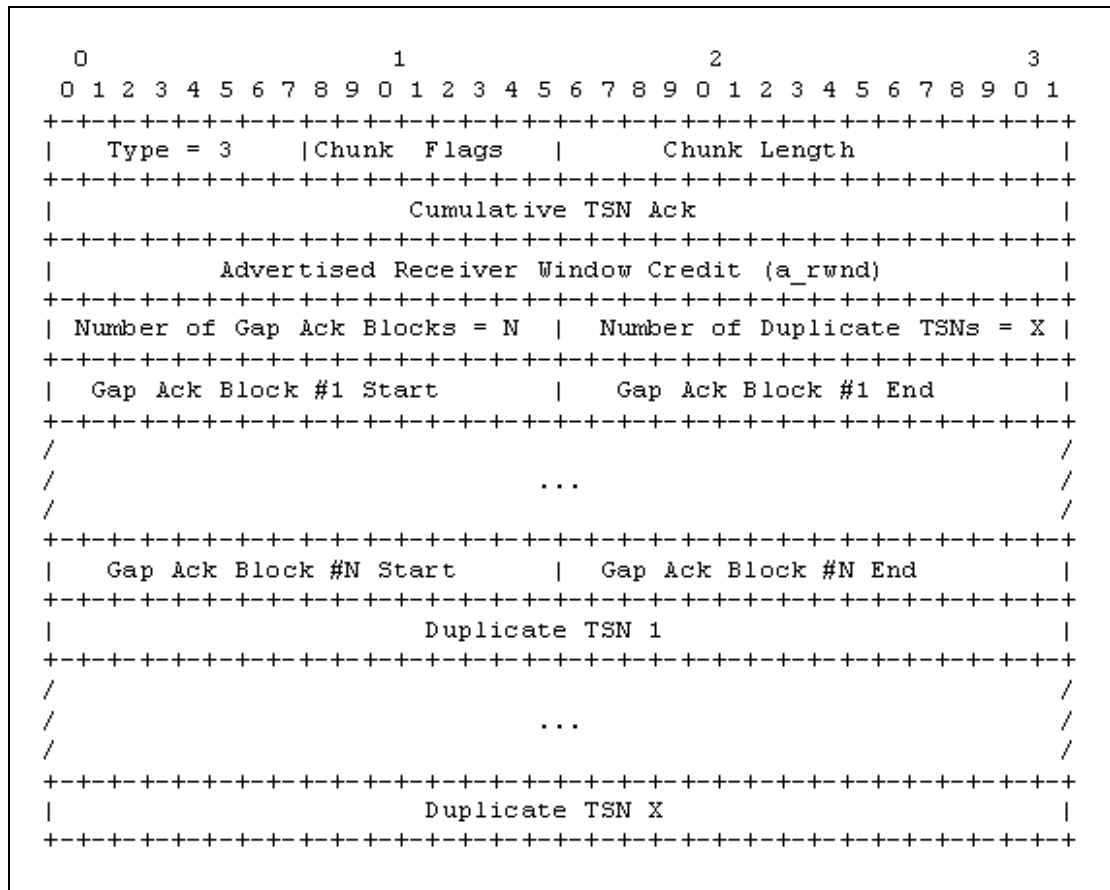 0                   1                   2                   3
0 1 2 3 4 5 6 7 8 9 0 1 2 3 4 5 6 7 8 9 0 1 2 3 4 5 6 7 8 9 0 1
+-+-+-+-+-+-+-+-+-+-+-+-+-+-+-+-+-+-+-+-+-+-+-+-+-+-+-+-+-+-+-+-+
|   Type = 3    |Chunk  Flags   |      Chunk Length             |
+-+-+-+-+-+-+-+-+-+-+-+-+-+-+-+-+-+-+-+-+-+-+-+-+-+-+-+-+-+-+-+-+
|                      Cumulative TSN Ack                       |
+-+-+-+-+-+-+-+-+-+-+-+-+-+-+-+-+-+-+-+-+-+-+-+-+-+-+-+-+-+-+-+-+
|          Advertised Receiver Window Credit (a_rwnd)           |
+-+-+-+-+-+-+-+-+-+-+-+-+-+-+-+-+-+-+-+-+-+-+-+-+-+-+-+-+-+-+-+-+
| Number of Gap Ack Blocks = N  |  Number of Duplicate TSNs = X |
+-+-+-+-+-+-+-+-+-+-+-+-+-+-+-+-+-+-+-+-+-+-+-+-+-+-+-+-+-+-+-+-+
|  Gap Ack Block #1 Start       |   Gap Ack Block #1 End        |
+-+-+-+-+-+-+-+-+-+-+-+-+-+-+-+-+-+-+-+-+-+-+-+-+-+-+-+-+-+-+-+-+
/                                                               /
/                              ...                              /
/                                                               /
+-+-+-+-+-+-+-+-+-+-+-+-+-+-+-+-+-+-+-+-+-+-+-+-+-+-+-+-+-+-+-+-+
|   Gap Ack Block #N Start      |  Gap Ack Block #N End         |
+-+-+-+-+-+-+-+-+-+-+-+-+-+-+-+-+-+-+-+-+-+-+-+-+-+-+-+-+-+-+-+-+
|                       Duplicate TSN 1                         |
+-+-+-+-+-+-+-+-+-+-+-+-+-+-+-+-+-+-+-+-+-+-+-+-+-+-+-+-+-+-+-+-+
/                                                               /
/                              ...                              /
/                                                               /
+-+-+-+-+-+-+-+-+-+-+-+-+-+-+-+-+-+-+-+-+-+-+-+-+-+-+-+-+-+-+-+-+
|                       Duplicate TSN X                         |
+-+-+-+-+-+-+-+-+-+-+-+-+-+-+-+-+-+-+-+-+-+-+-+-+-+-+-+-+-+-+-+-+